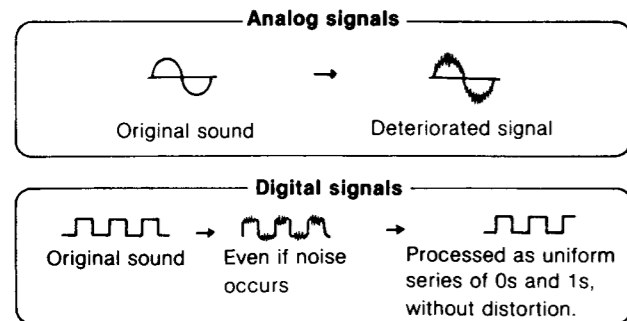 Analog signals
Original sound
Deteriorated signal
Digital signals
Original sound
Even if noise
occurs
Processed as uniform
series of 0s and 1s,
without distortion.